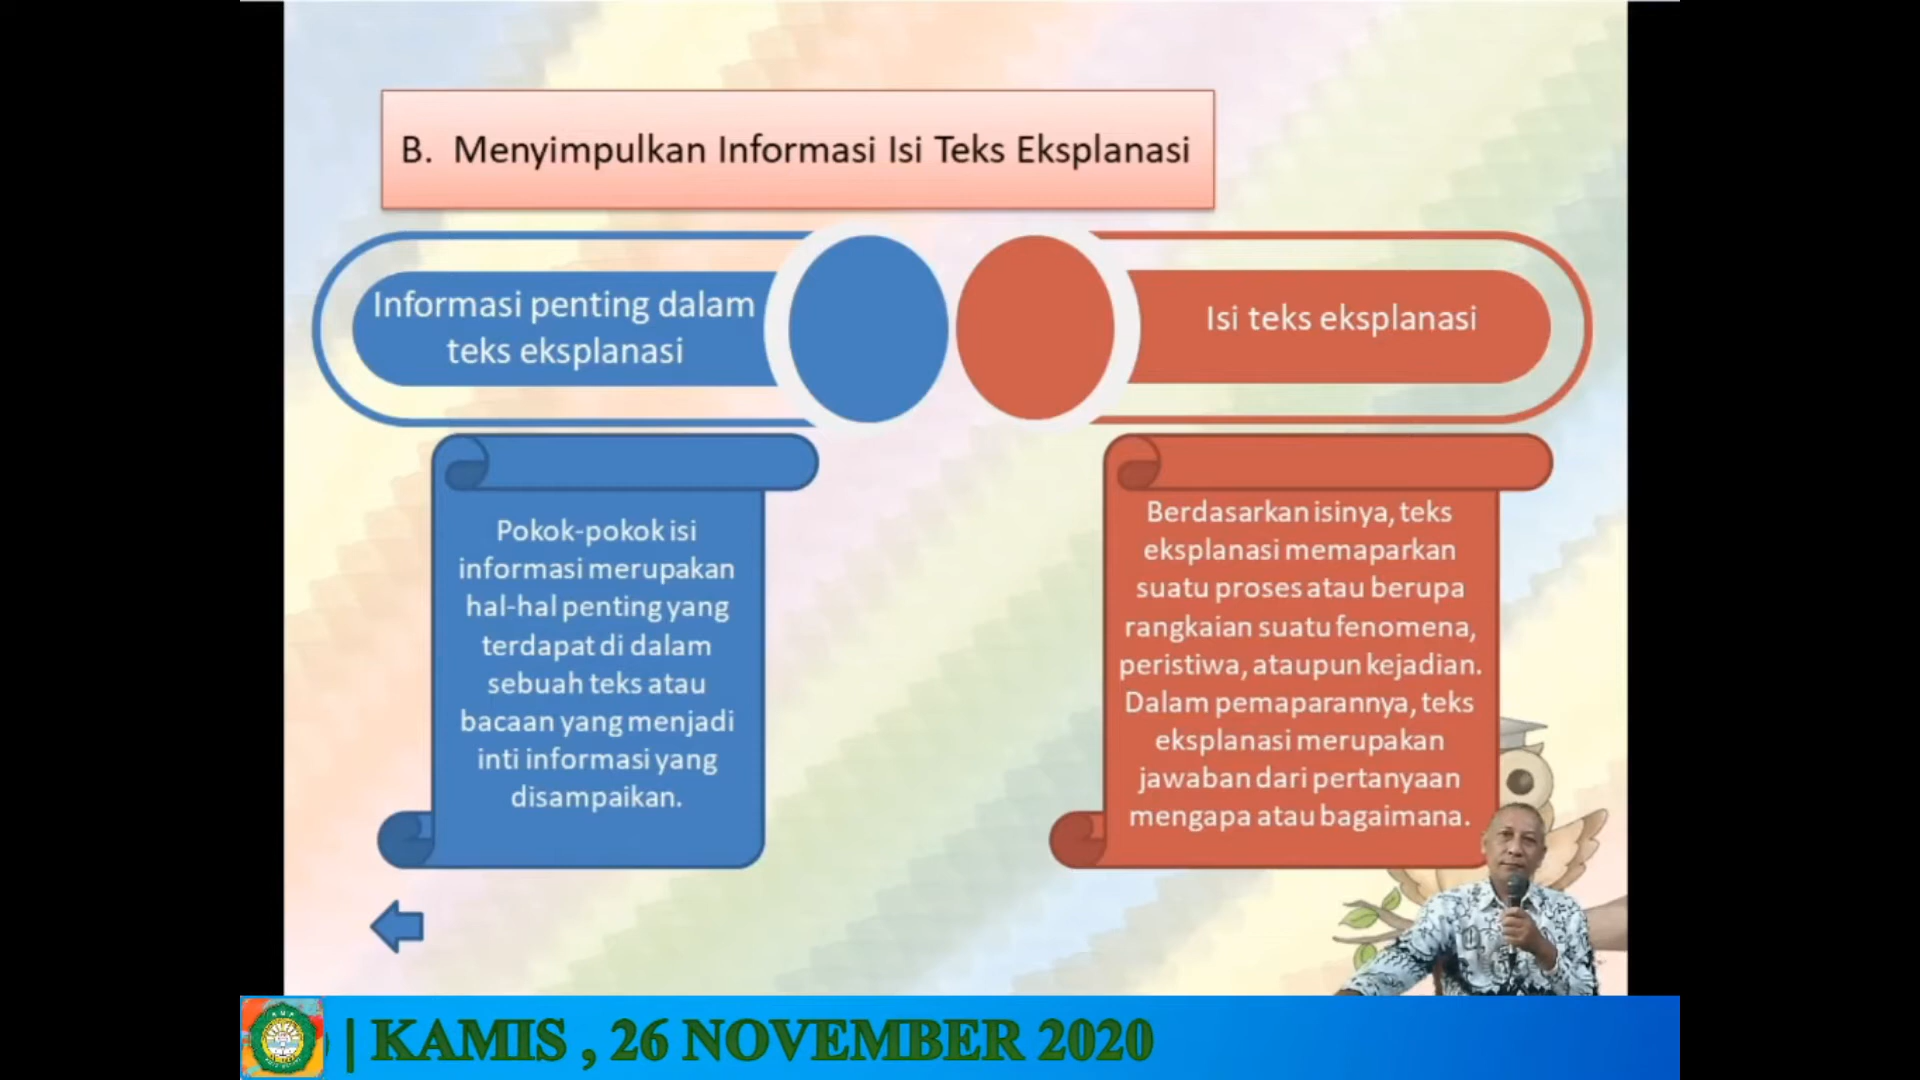 B. Menyimpulkan Informasi Isi Teks Eksplanasi
Informasi penting dalam
teks eksplanasi
Isi teks eksplanasi
Pokok-pokok isi
informasi merupakan
hal-hal penting yang
terdapat di dalam
sebuah teks atau
bacaan yang menjadi
inti informasi yang
disampaikan.
Berdasarkan isinya, teks
eksplanasi memaparkan
suatu proses atau berupa
rangkaian suatu fenomena,
peristiwa, ataupun kejadian.
Dalam pemaparannya, teks
eksplanasi merupakan
jawaban dari pertanyaan
mengapa atau bagaimana.
| KAMIS , 26 NOVEMBER 2020